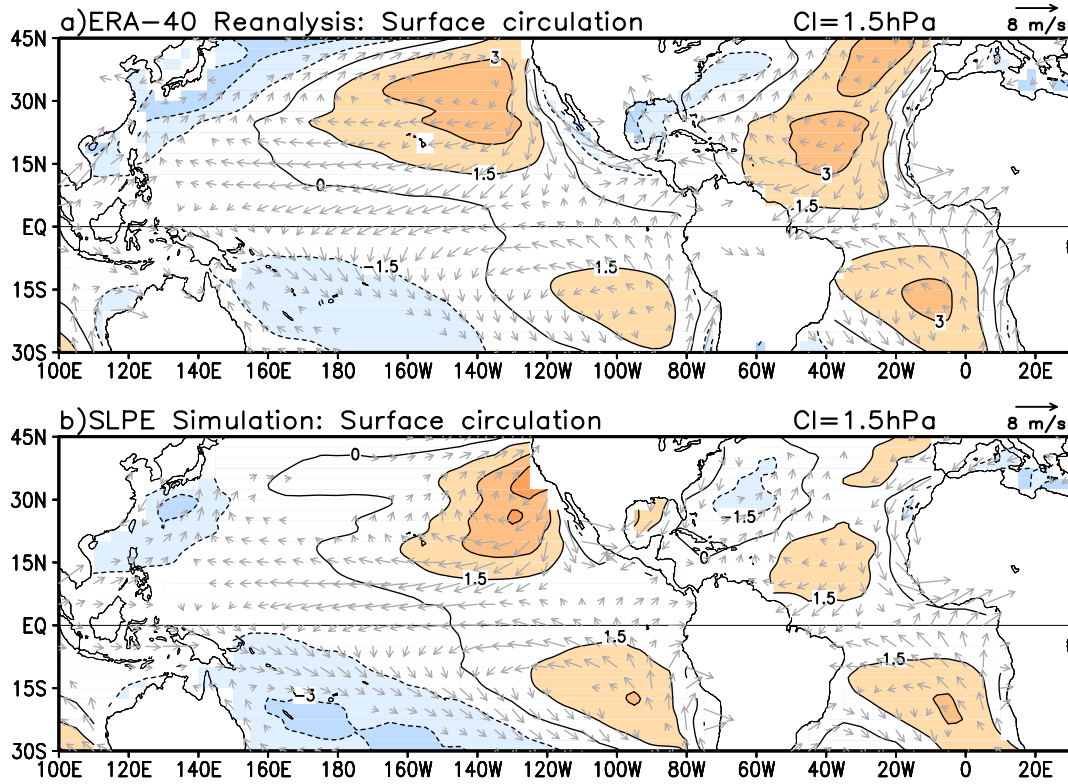 a)ERA-40 Reanalysis: Surface circulation CI=1.5hPa 8 m/s
45N
3
30N
15N
1.5
3
0
-1.5
EQ
-1.5
1.5
15S
3
30S
100E 120E 140E 160E 180 160W 140W 120W 100W 80W 60W 40W 20W 0 20E
b)SLPE Simulation: Surface circulation CI=1.5hPa 8 m/s
45N
0
30N
-1.5
15N
0
1.5
1.5
EQ
1.5
1.5
15S
-3
30S
100E 120E 140E 160E 180 160W 140W 120W 100W 80W 60W 40W 20W 0 20E